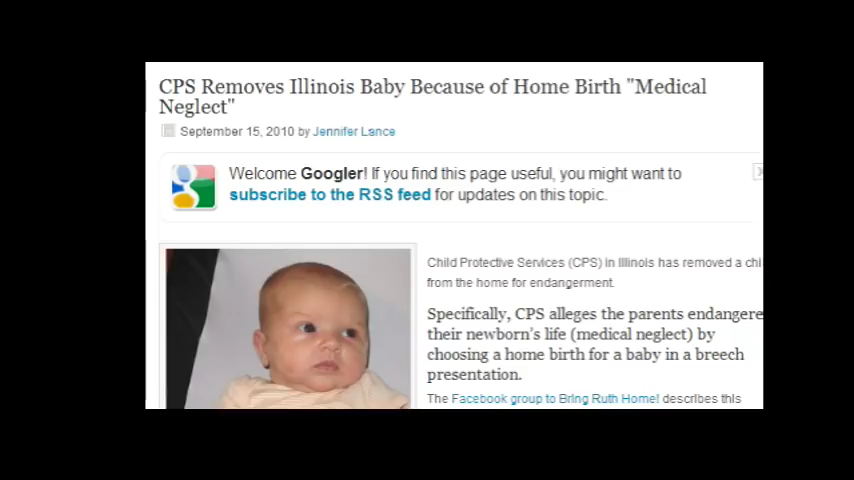 CPS Removes Illinois Baby Because of Home Birth "Medical
Neglect"
September 15, 2010 by Jennifer Lance
Welcome Googler! If you find this page useful, you might want to
subscribe to the RSS feed for updates on this topic.
x
Child Protective Services (CPS) in Illinois has removed a chi
from the home for endangerment.
Specifically, CPS alleges the parents endangere
their newborn's life (medical neglect) by
choosing a home birth for a baby in a breech
presentation.
The Facebook group to Bring Ruth Home! describes this